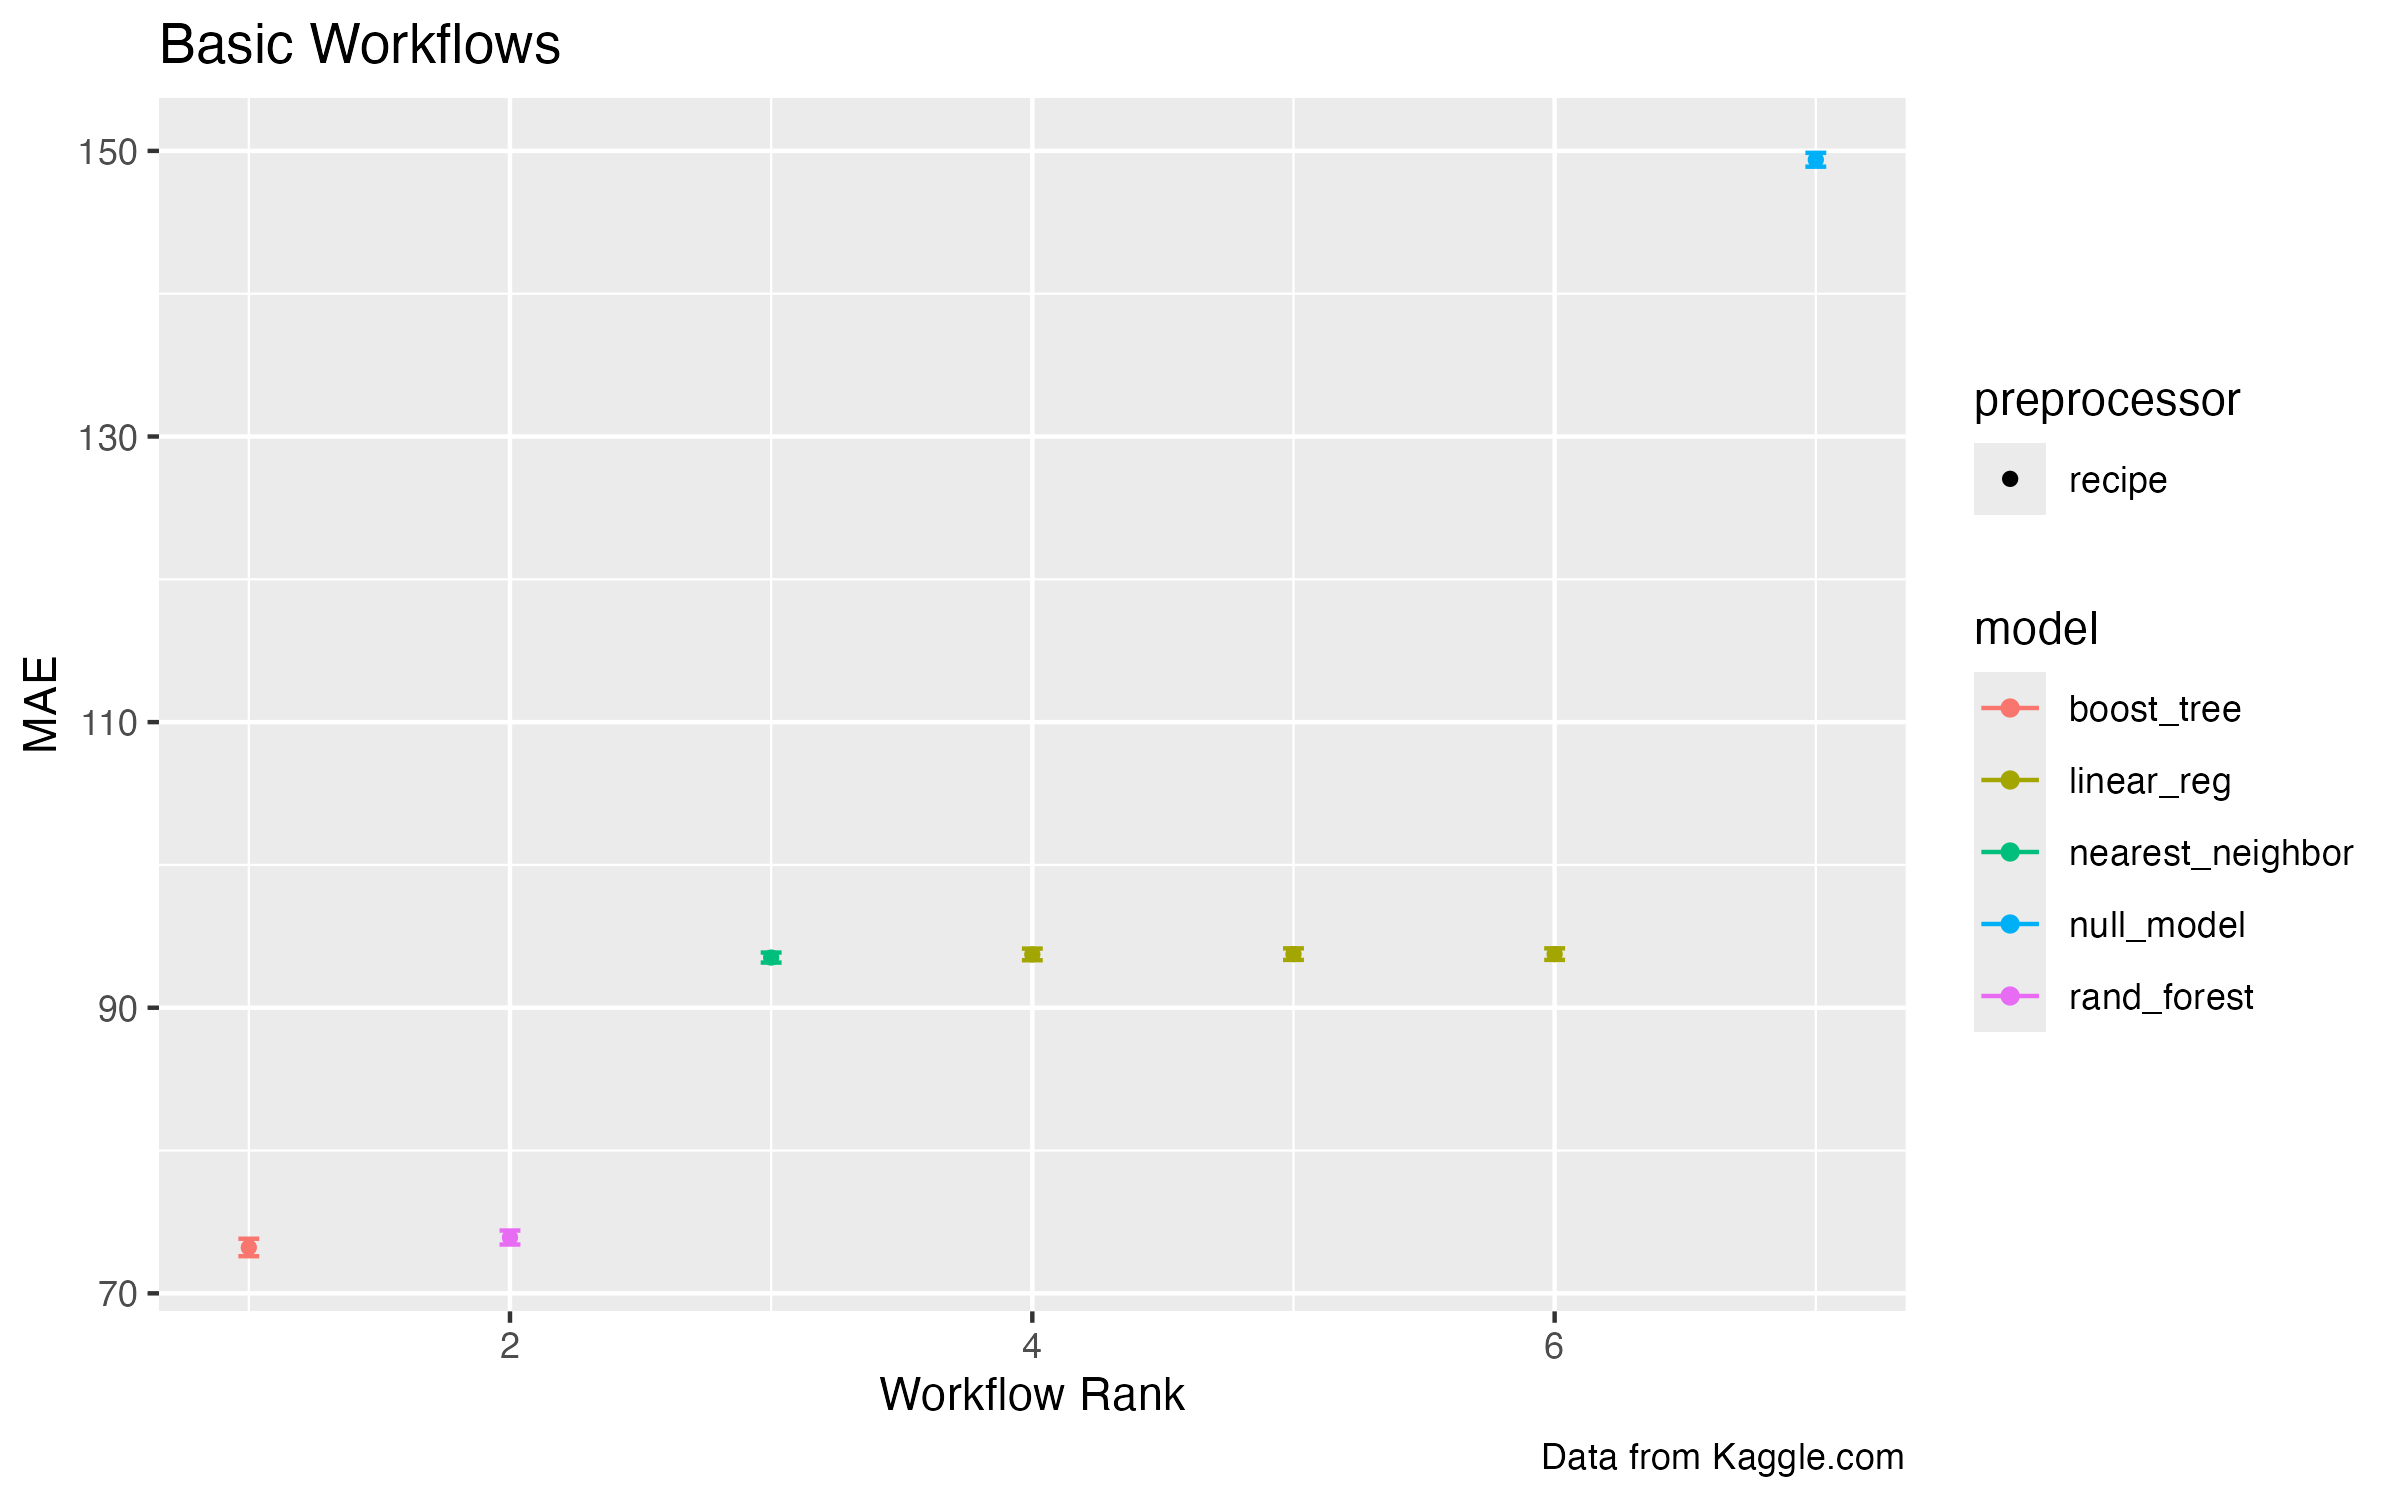 Basic Workflows
150
130
110
90
70
MAE
2
4
6
Workflow Rank
Data from Kaggle.com
preprocessor
recipe
model
boost_tree
linear_reg
nearest_neighbor
null_model
rand_forest